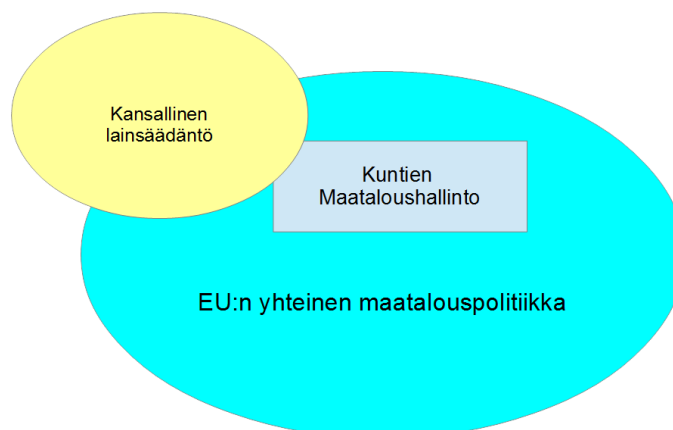 Kansallinen
lainsäädäntö
Kuntien
Maataloushallinto
EU:n yhteinen maatalouspolitiikka